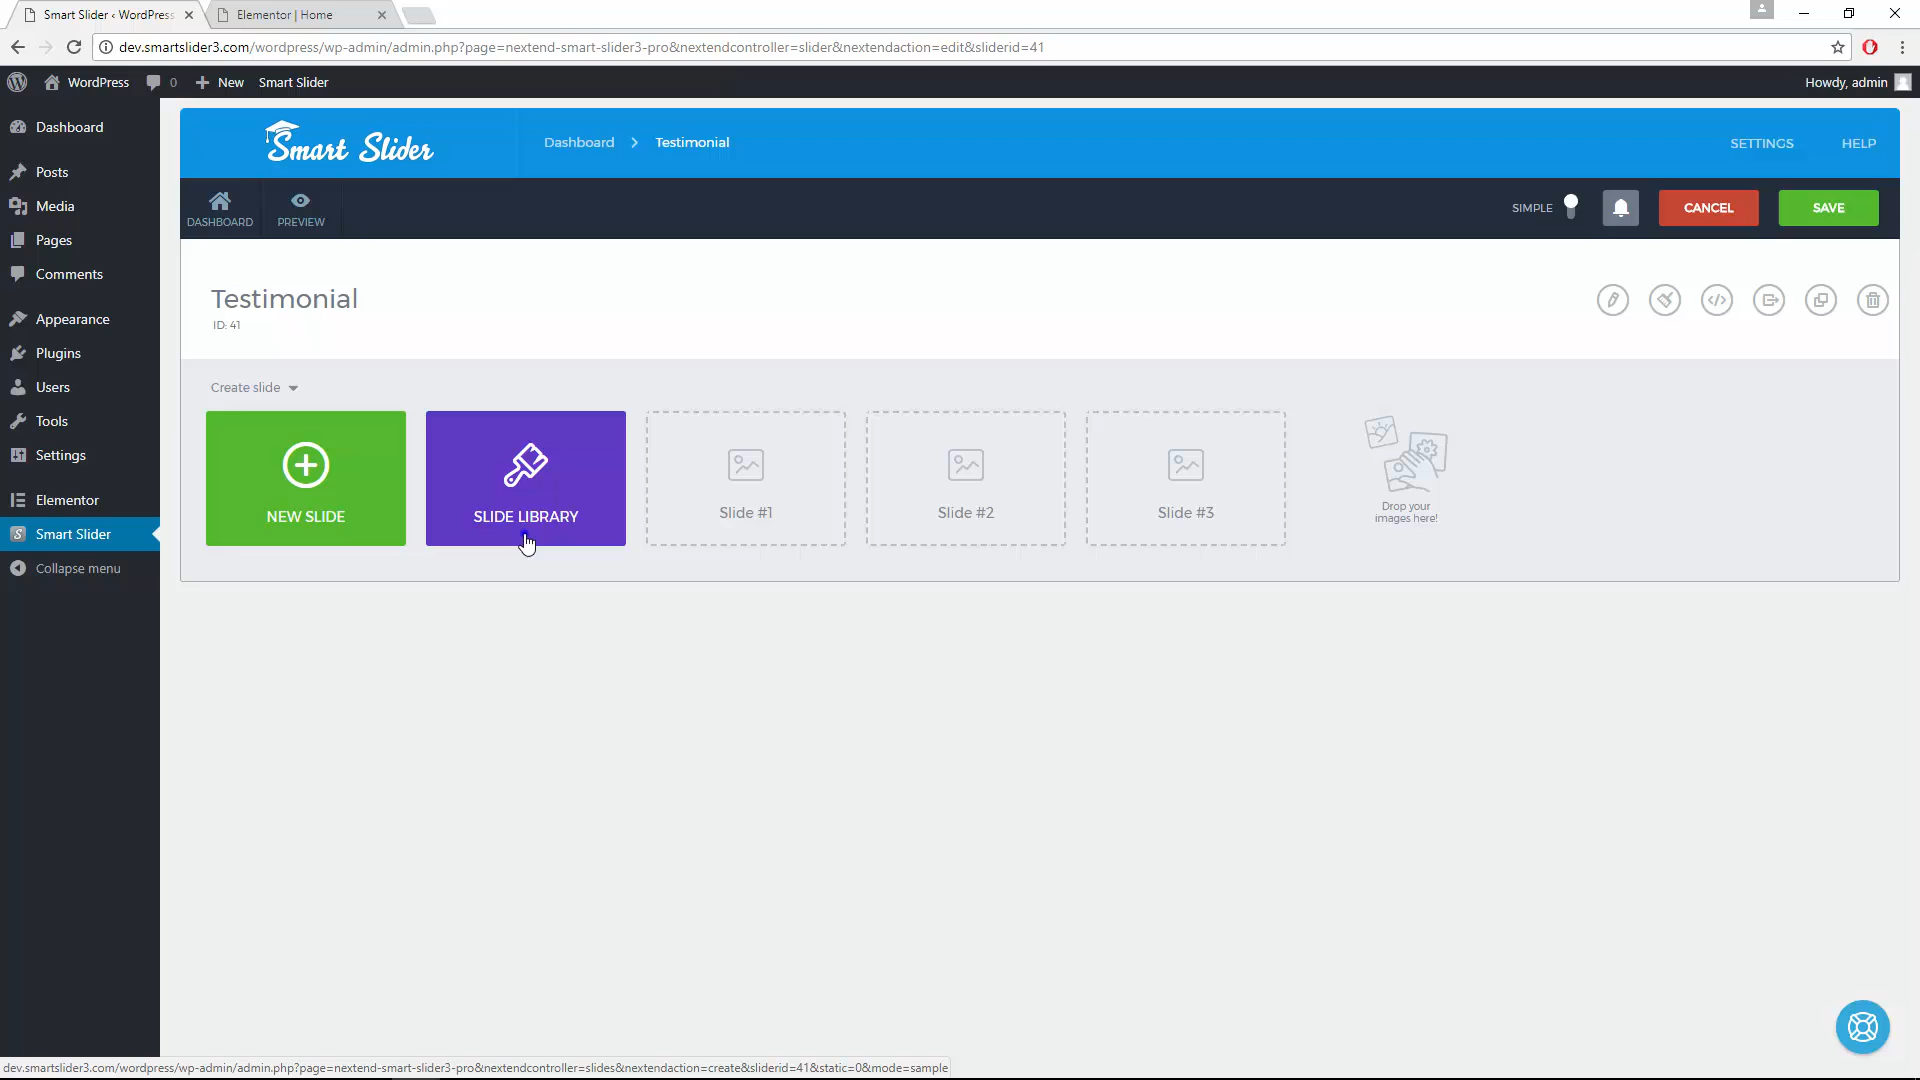 Smart Slider ‹ WordPress
Elementor | Home
dev.smartslider3.com/wordpress/wp-admin/admin.php?page=nextend-smart-slider3-pro&nextendcontroller=slider&nextendaction=edit&sliderid=41
WordPress 0 New Smart Slider Howdy, admin
Dashboard
Posts
Media
Pages
Comments
Appearance
Plugins
Users
Tools
Settings
Elementor
Smart Slider
Collapse menu
Smart Slider
Dashboard Testimonial
SETTINGS HELP
DASHBOARD PREVIEW
SIMPLE
CANCEL SAVE
Testimonial
ID: 41
Create slide
NEW SLIDE
SLIDE LIBRARY
Slide #1
Slide #2
Slide #3
Drop your
images here!
dev.smartslider3.com/wordpress/wp-admin/admin.php?page=nextend-smart-slider3-pro&nextendcontroller=slides&nextendaction=create&sliderid=41&static=0&mode=sample